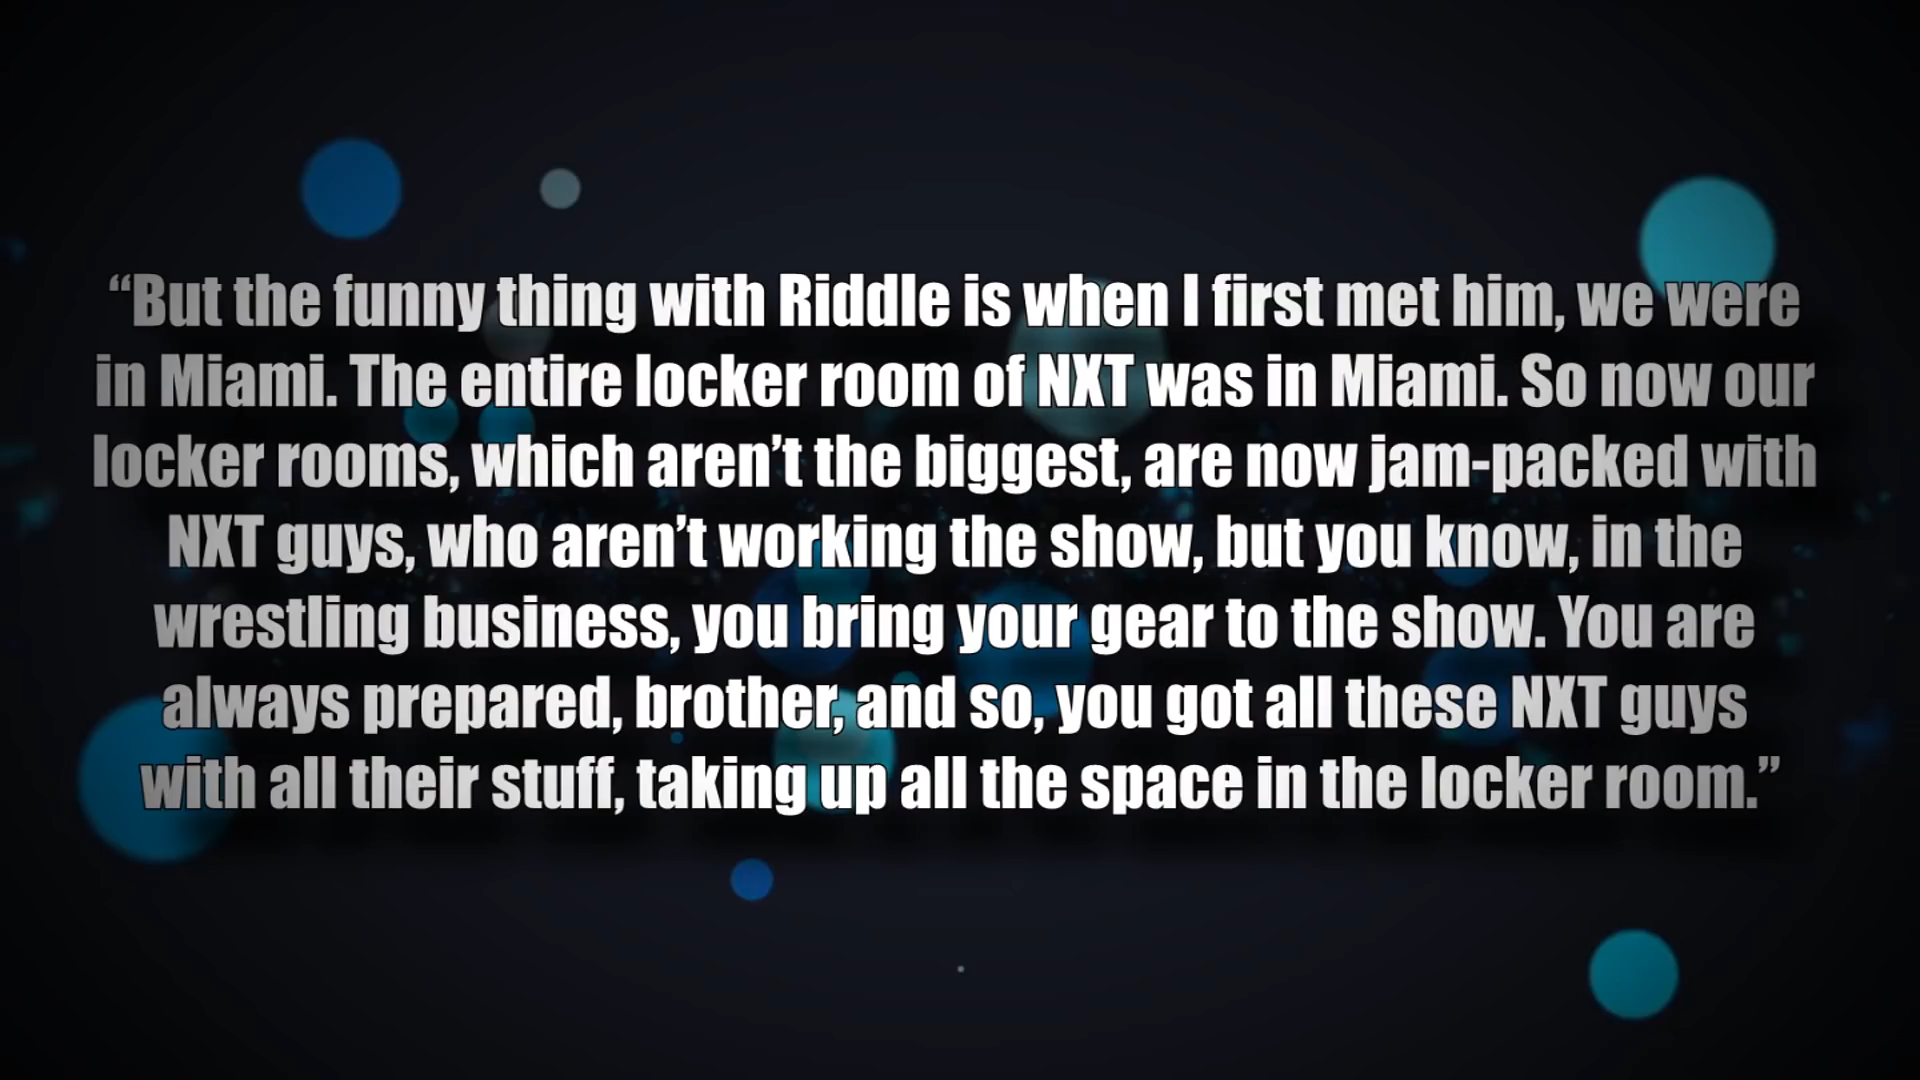 “But the funny thing with Riddle is when I first met him, we were
in Miami. The entire locker room of NXT was in Miami. So now our
locker rooms, which aren’t the biggest, are now jam-packed with
NXT guys, who aren’t working the show, but you know, in the
wrestling business, you bring your gear to the show. You are
always prepared, brother, and so, you got all these NXT guys
with all their stuff, taking up all the space in the locker room.”